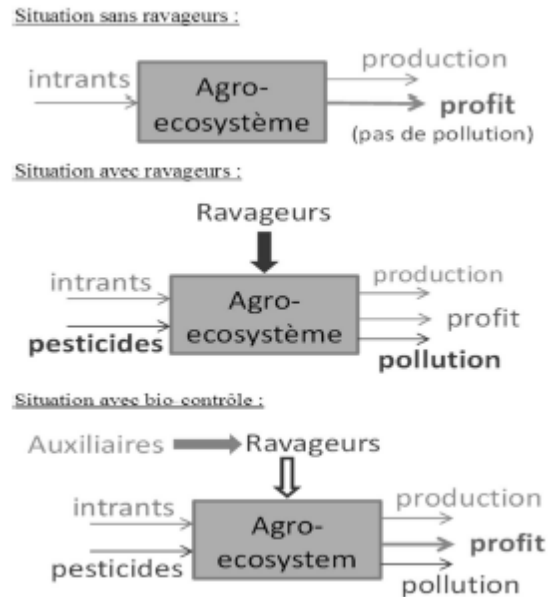 Situation sans ravageurs :
intrants
Agro-
ecosystème
production
profit
(pas de pollution)
Situation avec ravageurs :
Ravageurs
intrants
pesticides
Agro-
ecosystème
production
profit
pollution
Situation avec bio-contrôle :
Auxiliaires
Ravageurs
intrants
pesticides
Agro-
ecosystem
production
profit
pollution